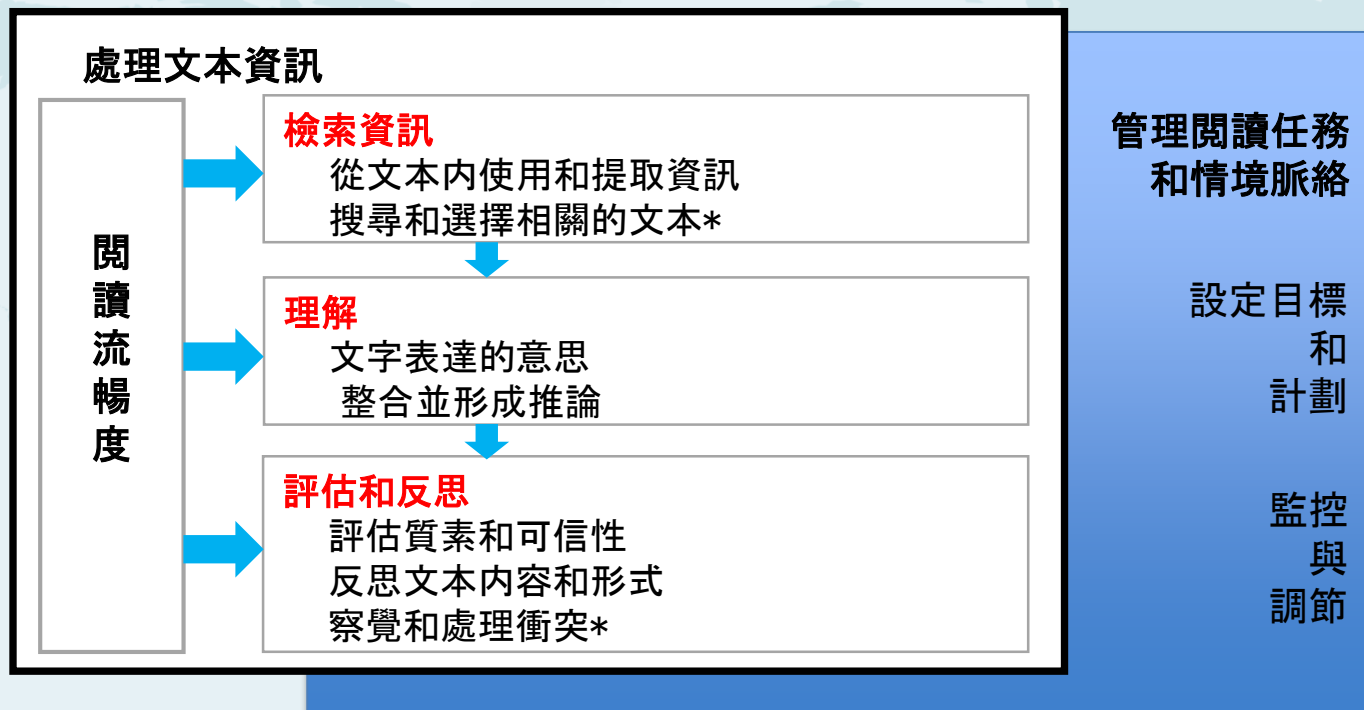 處理文本資訊
閱
讀
流
暢
度
檢索資訊
從文本内使用和提取資訊
搜尋和選擇相關的文本*
理解
文字表達的意思
整合並形成推論
評估和反思
評估質素和可信性
反思文本内容和形式
察覺和處理衝突*
管理閱讀任務
和情境脈絡
設定目標
和
計劃
監控
與
調節